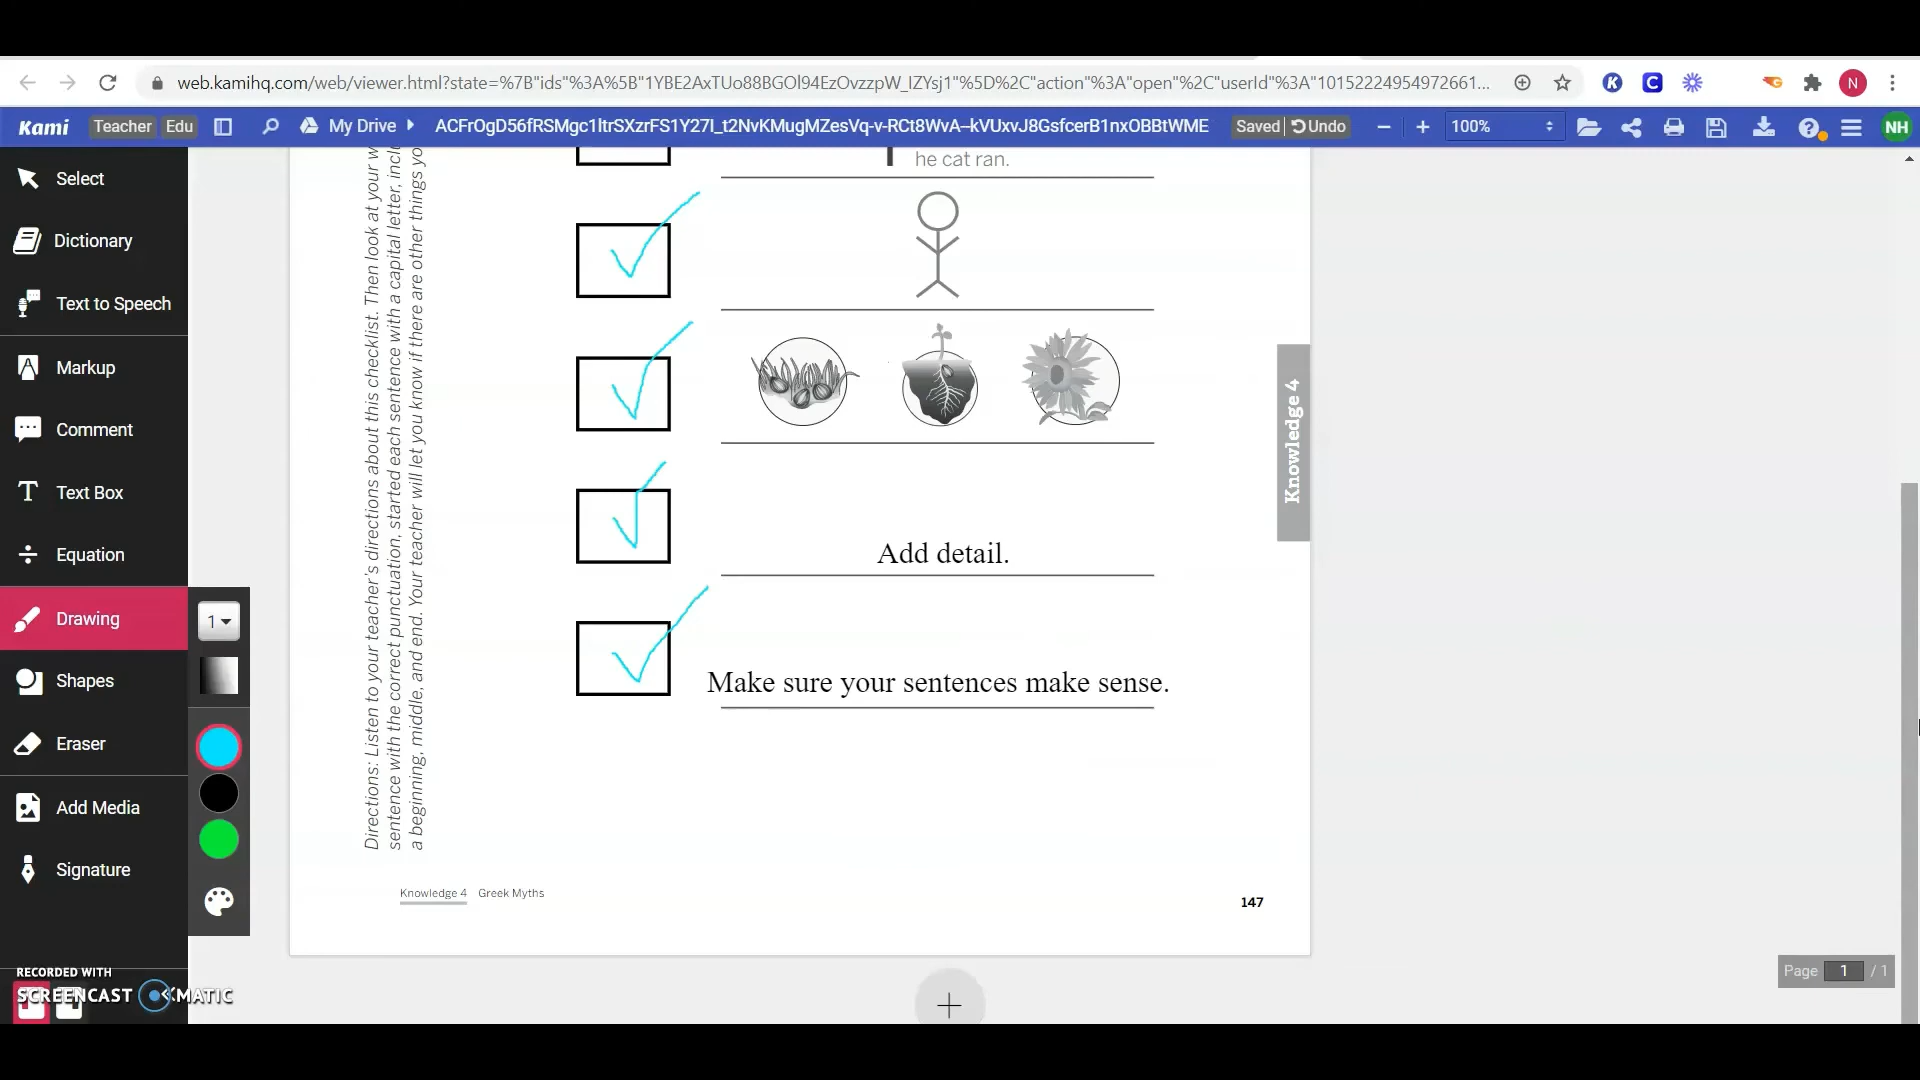 web.kamihq.com/web/viewer.html?state=%7B"ids"%3A%5B"1YBE2AxTUo88BGOl94EzOvzzpW_lZYsj1"%5D%2C"action"%3A"open"%2C"userId"%3A"10152224954972661...
N
Kami Teacher Edu My Drive ACFrOgD56fRSMgc1ltrSXzrFS1Y27l_t2NvKMugMZesVq-v-RCt8WvA--kVUxvJ8GsfcerB1nxOBBtWME Saved Undo 100% NH
Select
Dictionary
Text to Speech
Markup
Comment
Text Box
Equation
Drawing
1
Shapes
Eraser
Add Media
Signature
RECORDED WITH
SCREENCAST MATIC
Directions: Listen to your teacher's directions about this checklist. Then look at your
sentence with the correct punctuation, started each sentence with a capital letter,
a beginning, middle, and end. Your teacher will let you know if there are other things
he cat ran.
Add detail.
Make sure your sentences make sense.
Knowledge 4
Knowledge 4 Greek Myths
147
Page 1 / 1